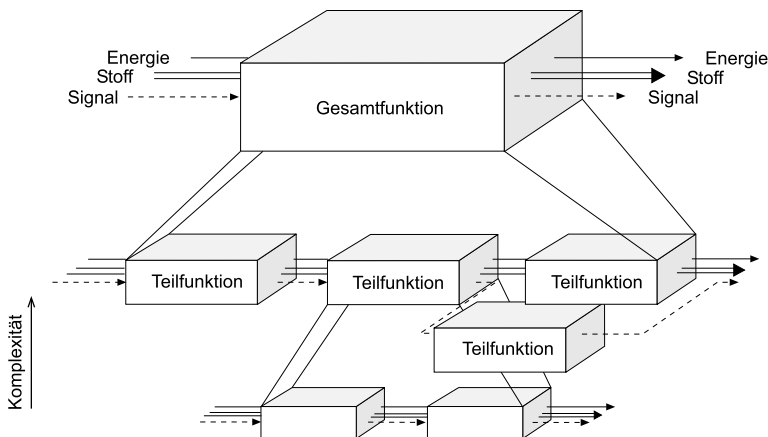 Energie
Energie
Stoff
Stoff
Signal
Signal
Gesamtfunktion
Teilfunktion
Teilfunktion
Teilfunktion
Teilfunktion
Komplexität